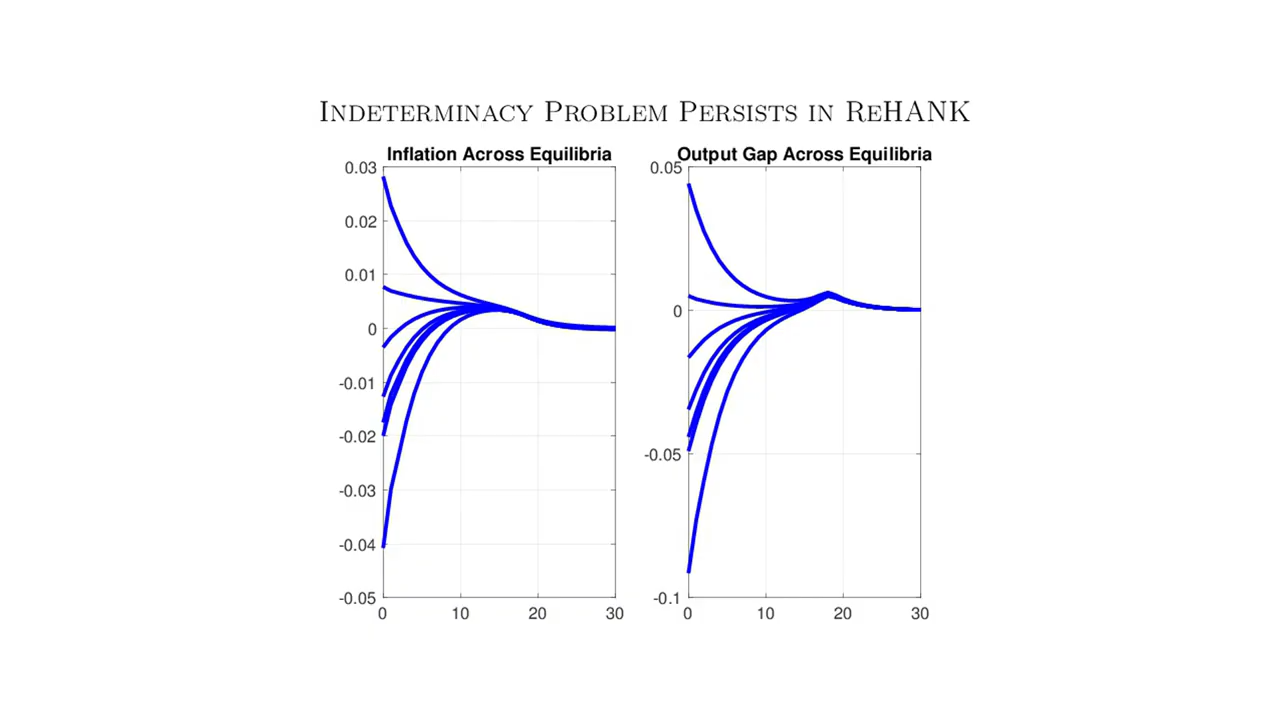 INDETERMINACY PROBLEM PERSISTS IN REHANK
Inflation Across Equilibria
0.03
0.02
0.01
0
-0.01
-0.02
-0.03
-0.04
-0.05
0 10 20 30
Output Gap Across Equilibria
0.05
0
-0.05
-0.1
0 10 20 30